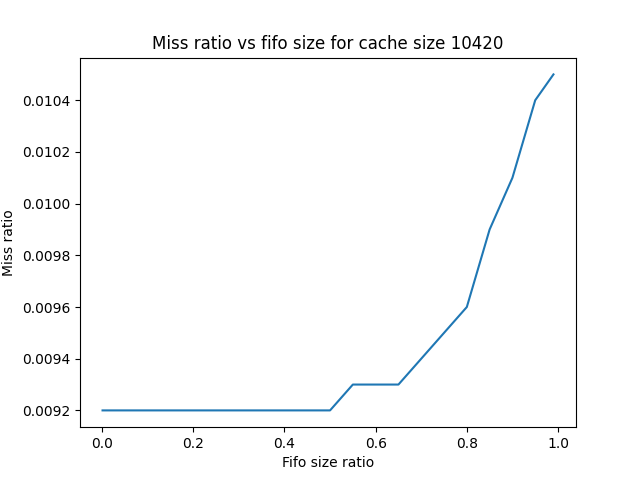 Miss ratio vs fifo size for cache size 10420
0.0104
0.0102
0.0100
0.0098
0.0096
0.0094
0.0092
Miss ratio
0.0 0.2 0.4 0.6 0.8 1.0
Fifo size ratio